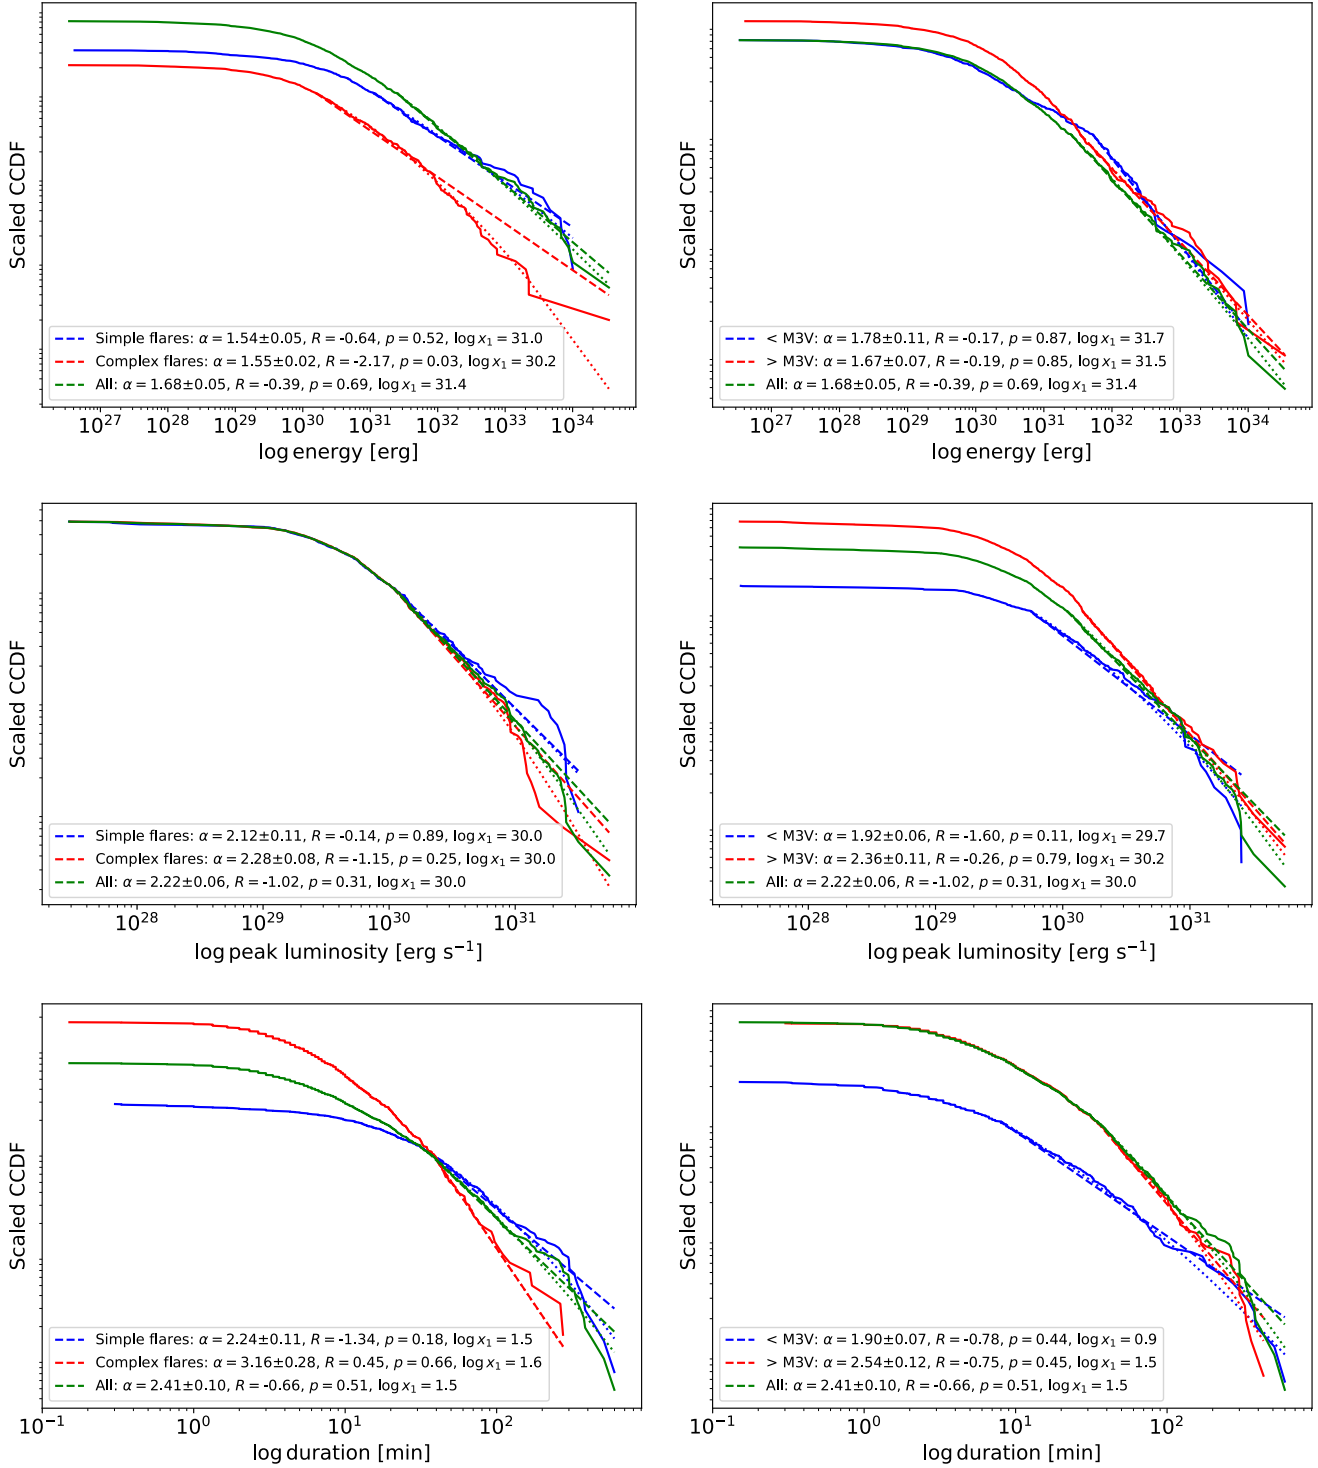 Scaled CCDF
Simple flares: α = 1.54±0.05, R = -0.64, p = 0.52, log x₁ = 31.0
Complex flares: α = 1.55±0.02, R = -2.17, p = 0.03, log x₁ = 30.2
All: α = 1.68±0.05, R = -0.39, p = 0.69, log x₁ = 31.4
10²⁷ 10²⁸ 10²⁹ 10³⁰ 10³¹ 10³² 10³³ 10³⁴
log energy [erg]
Scaled CCDF
< M3V: α = 1.78±0.11, R = -0.17, p = 0.87, log x₁ = 31.7
> M3V: α = 1.67±0.07, R = -0.19, p = 0.85, log x₁ = 31.5
All: α = 1.68±0.05, R = -0.39, p = 0.69, log x₁ = 31.4
10²⁷ 10²⁸ 10²⁹ 10³⁰ 10³¹ 10³² 10³³ 10³⁴
log energy [erg]
Scaled CCDF
Simple flares: α = 2.12±0.11, R = -0.14, p = 0.89, log x₁ = 30.0
Complex flares: α = 2.28±0.08, R = -1.15, p = 0.25, log x₁ = 30.0
All: α = 2.22±0.06, R = -1.02, p = 0.31, log x₁ = 30.0
10²⁸ 10²⁹ 10³⁰ 10³¹
log peak luminosity [erg s⁻¹]
Scaled CCDF
< M3V: α = 1.92±0.06, R = -1.60, p = 0.11, log x₁ = 29.7
> M3V: α = 2.36±0.11, R = -0.26, p = 0.79, log x₁ = 30.2
All: α = 2.22±0.06, R = -1.02, p = 0.31, log x₁ = 30.0
10²⁸ 10²⁹ 10³⁰ 10³¹
log peak luminosity [erg s⁻¹]
Scaled CCDF
Simple flares: α = 2.24±0.11, R = -1.34, p = 0.18, log x₁ = 1.5
Complex flares: α = 3.16±0.28, R = 0.45, p = 0.66, log x₁ = 1.6
All: α = 2.41±0.10, R = -0.66, p = 0.51, log x₁ = 1.5
10⁻¹ 10⁰ 10¹ 10²
log duration [min]
Scaled CCDF
< M3V: α = 1.90±0.07, R = -0.78, p = 0.44, log x₁ = 0.9
> M3V: α = 2.54±0.12, R = -0.75, p = 0.45, log x₁ = 1.5
All: α = 2.41±0.10, R = -0.66, p = 0.51, log x₁ = 1.5
10⁻¹ 10⁰ 10¹ 10²
log duration [min]